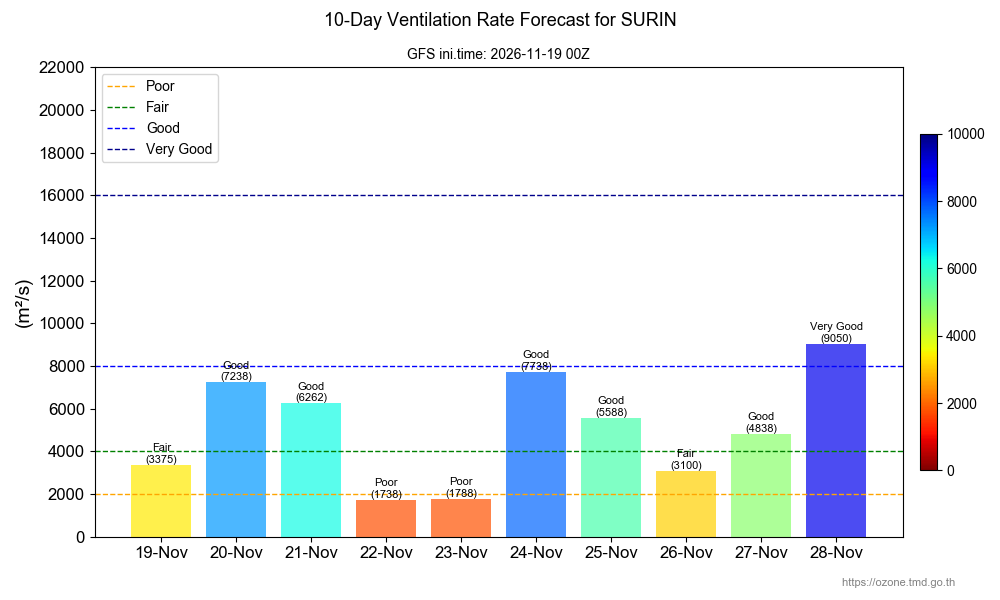 10-Day Ventilation Rate Forecast for SURIN
GFS ini.time: 2026-11-19 00Z
22000
20000
18000
16000
14000
12000
10000
8000
6000
4000
2000
0
(m²/s)
Poor
Fair
Good
Very Good
Fair
(3375)
Good
(7238)
Good
(6262)
Poor
(1738)
Poor
(1788)
Good
(7738)
Good
(5588)
Fair
(3100)
Good
(4838)
Very Good
(9050)
19-Nov
20-Nov
21-Nov
22-Nov
23-Nov
24-Nov
25-Nov
26-Nov
27-Nov
28-Nov
10000
8000
6000
4000
2000
0
https://ozone.tmd.go.th